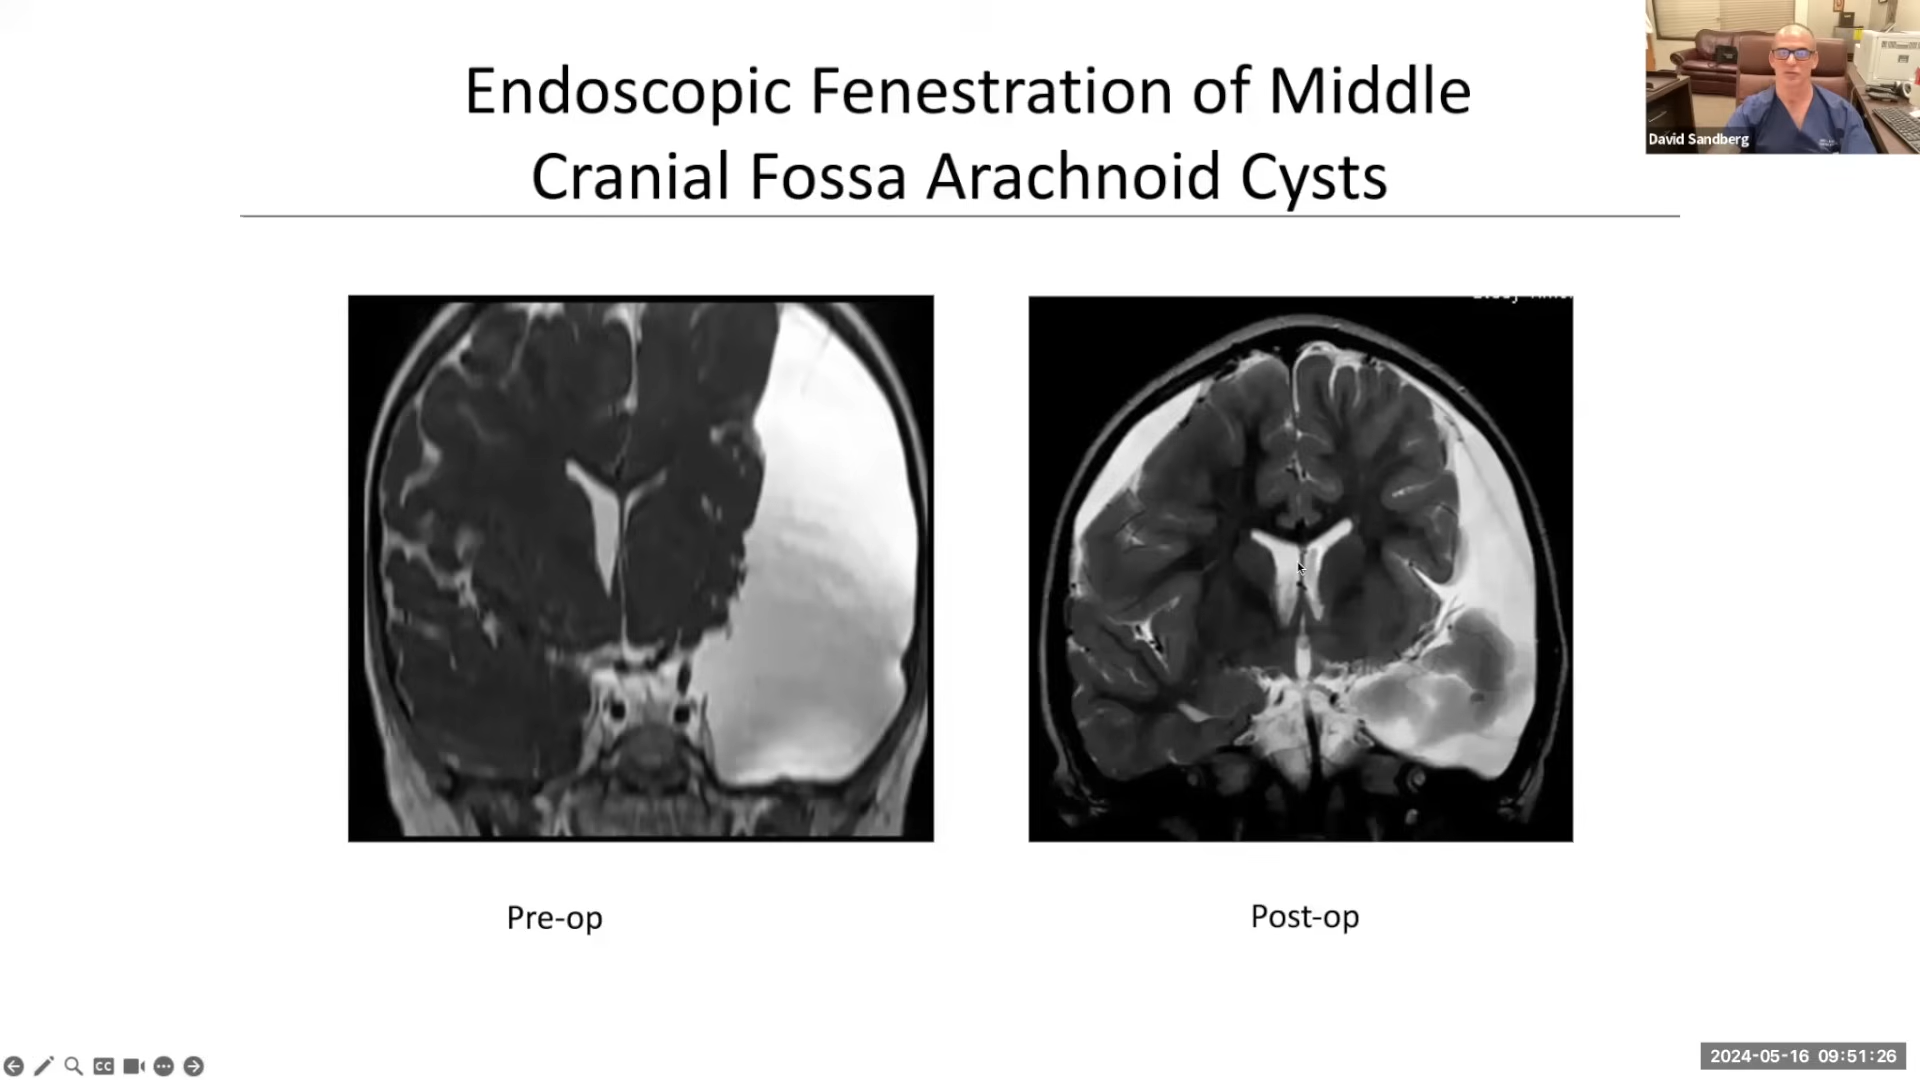 Endoscopic Fenestration of Middle
Cranial Fossa Arachnoid Cysts
David Sandberg
Pre-op
Post-op
CC
2024-05-16 09:51:26